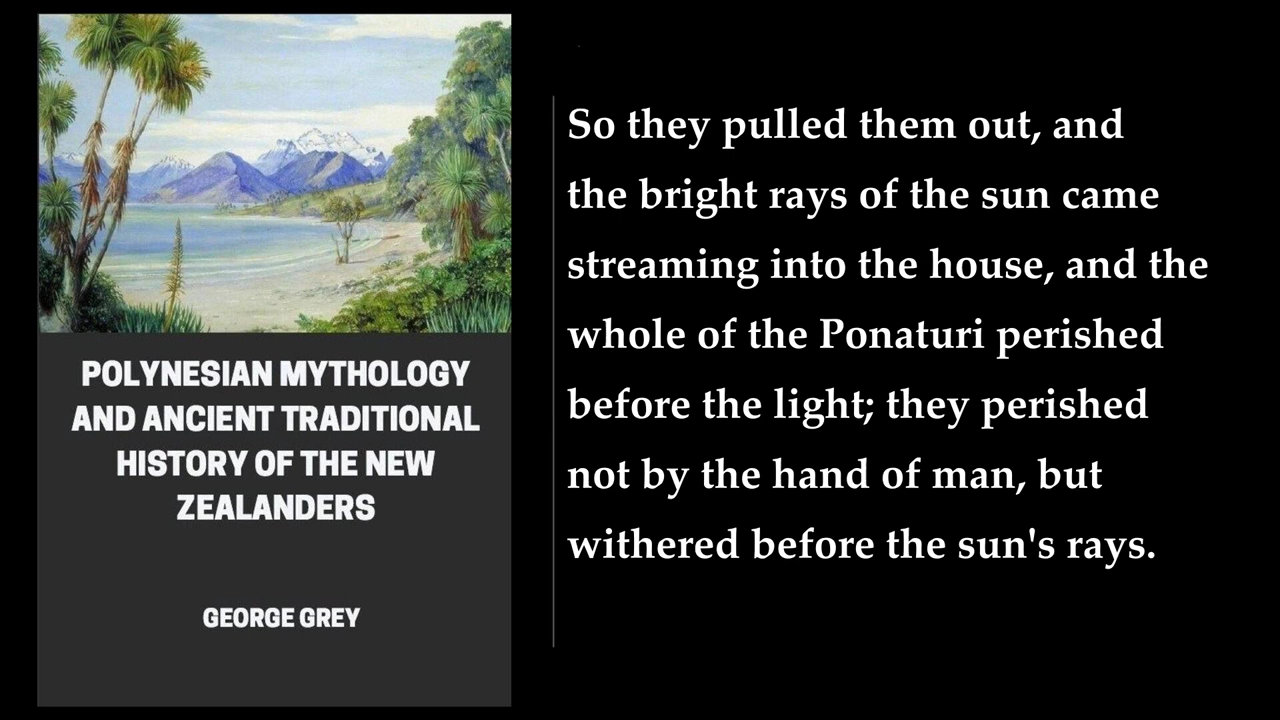 POLYNESIAN MYTHOLOGY
AND ANCIENT TRADITIONAL
HISTORY OF THE NEW
ZEALANDERS
GEORGE GREY
So they pulled them out, and
the bright rays of the sun came
streaming into the house, and the
whole of the Ponaturi perished
before the light; they perished
not by the hand of man, but
withered before the sun's rays.